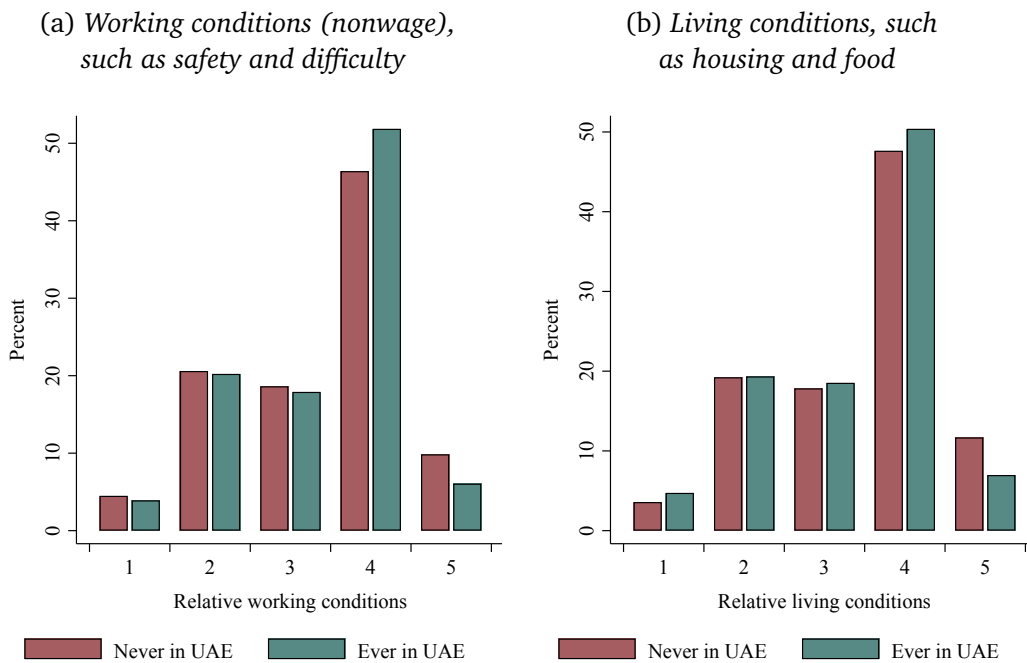 (a) Working conditions (nonwage),
such as safety and difficulty
Percent
50
40
30
20
10
0
1 2 3 4 5
Relative working conditions
Never in UAE Ever in UAE
(b) Living conditions, such
as housing and food
Percent
50
40
30
20
10
0
1 2 3 4 5
Relative living conditions
Never in UAE Ever in UAE